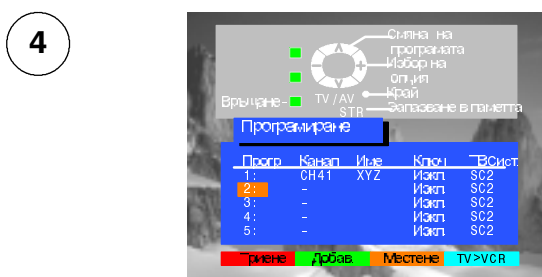 4
Смяна на
програмата
Избор на
опция
Край
Връщане
TV/AV
STR
Запазване в паметта
Програмиране
Прогр Канал Име Ключ ТВСист.
1: CH41 XYZ Изкл. SC2
2: - Изкл. SC2
3: - Изкл. SC2
4: - Изкл. SC2
5: - Изкл. SC2
Триене Добав. Местене TV>VCR